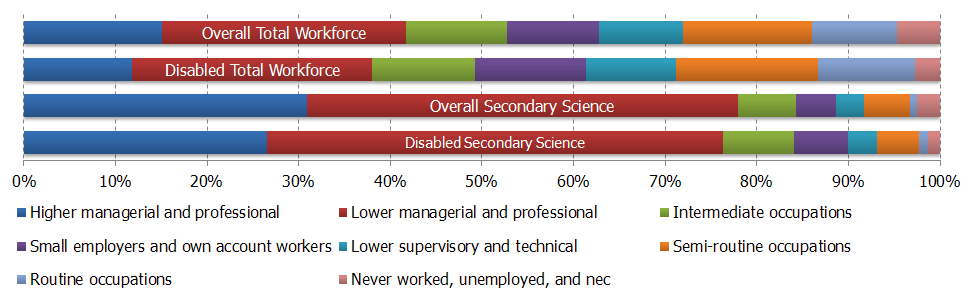 Overall Total Workforce
Disabled Total Workforce
Overall Secondary Science
Disabled Secondary Science
0% 10% 20% 30% 40% 50% 60% 70% 80% 90% 100%
Higher managerial and professional Lower managerial and professional Intermediate occupations
Small employers and own account workers Lower supervisory and technical Semi-routine occupations
Routine occupations Never worked, unemployed, and nec